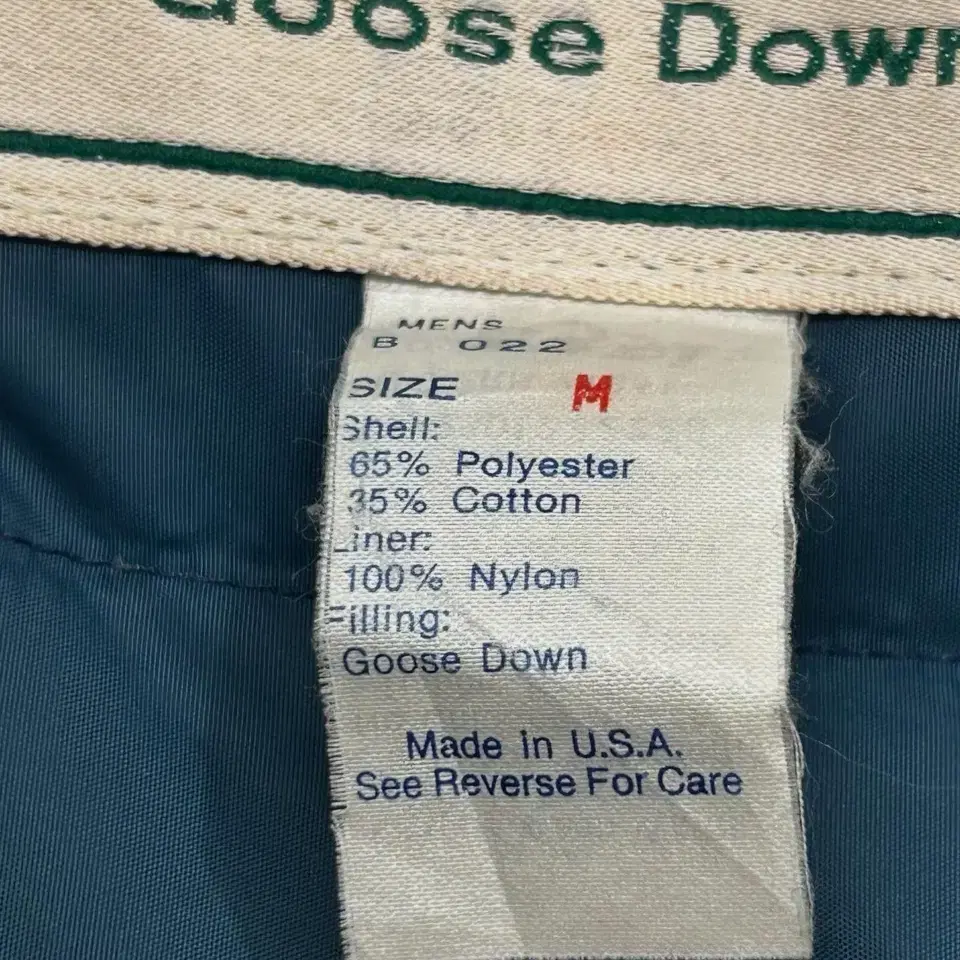 Goose Down
MENS
B 022
SIZE M
Shell:
65% Polyester
35% Cotton
Liner:
100% Nylon
Filling:
Goose Down
Made in U.S.A.
See Reverse For Care